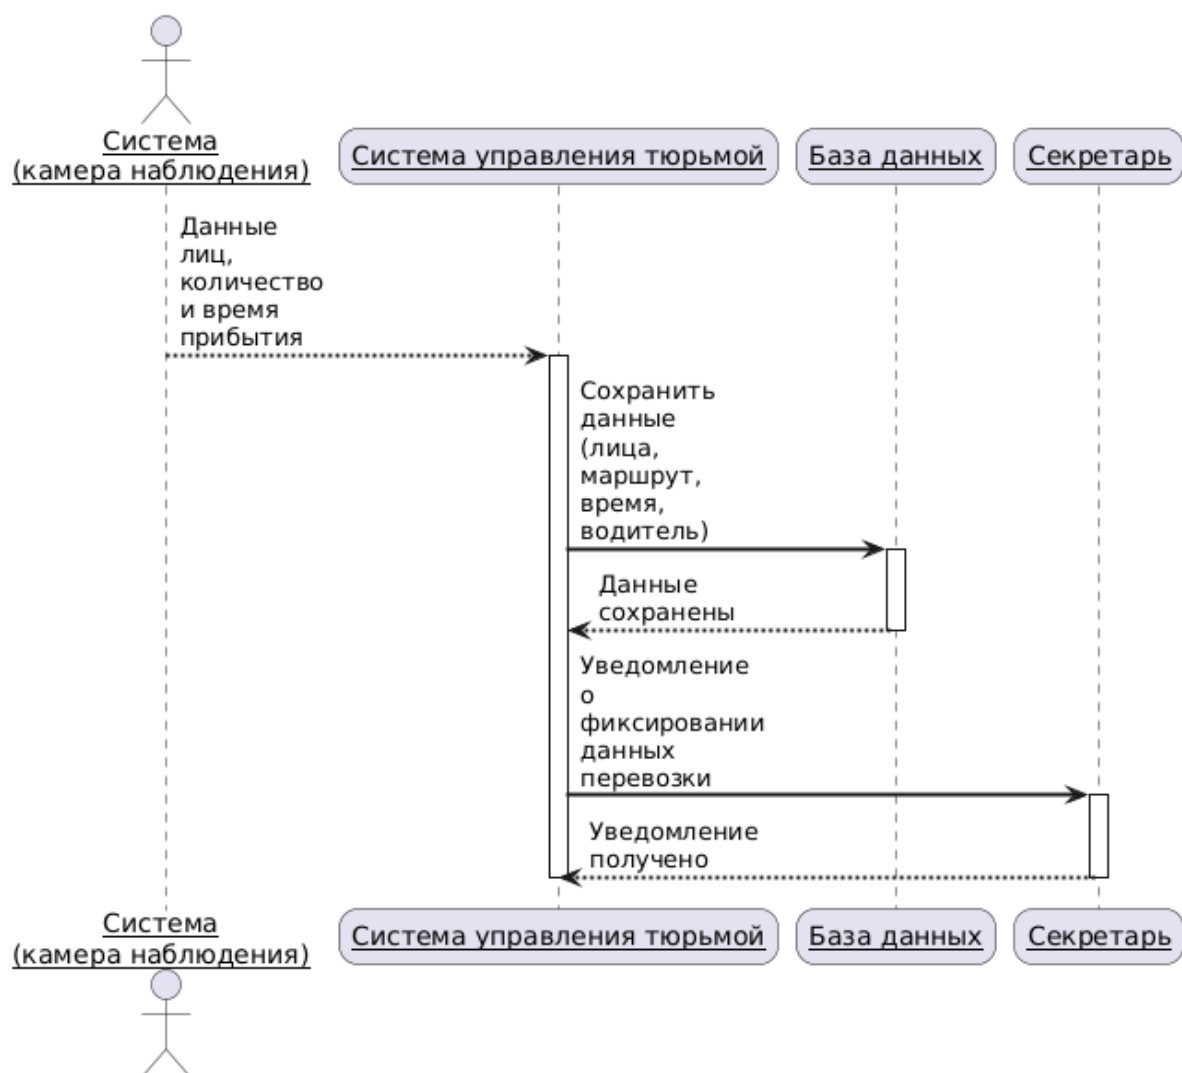 Система
(камера наблюдения)
Система управления тюрьмой
База данных
Секретарь
Данные
лиц,
количество
и время
прибытия
Сохранить
данные
(лица,
маршрут,
время,
водитель)
Данные
сохранены
Уведомление
о
фиксировании
данных
перевозки
Уведомление
получено
Система
(камера наблюдения)
Система управления тюрьмой
База данных
Секретарь